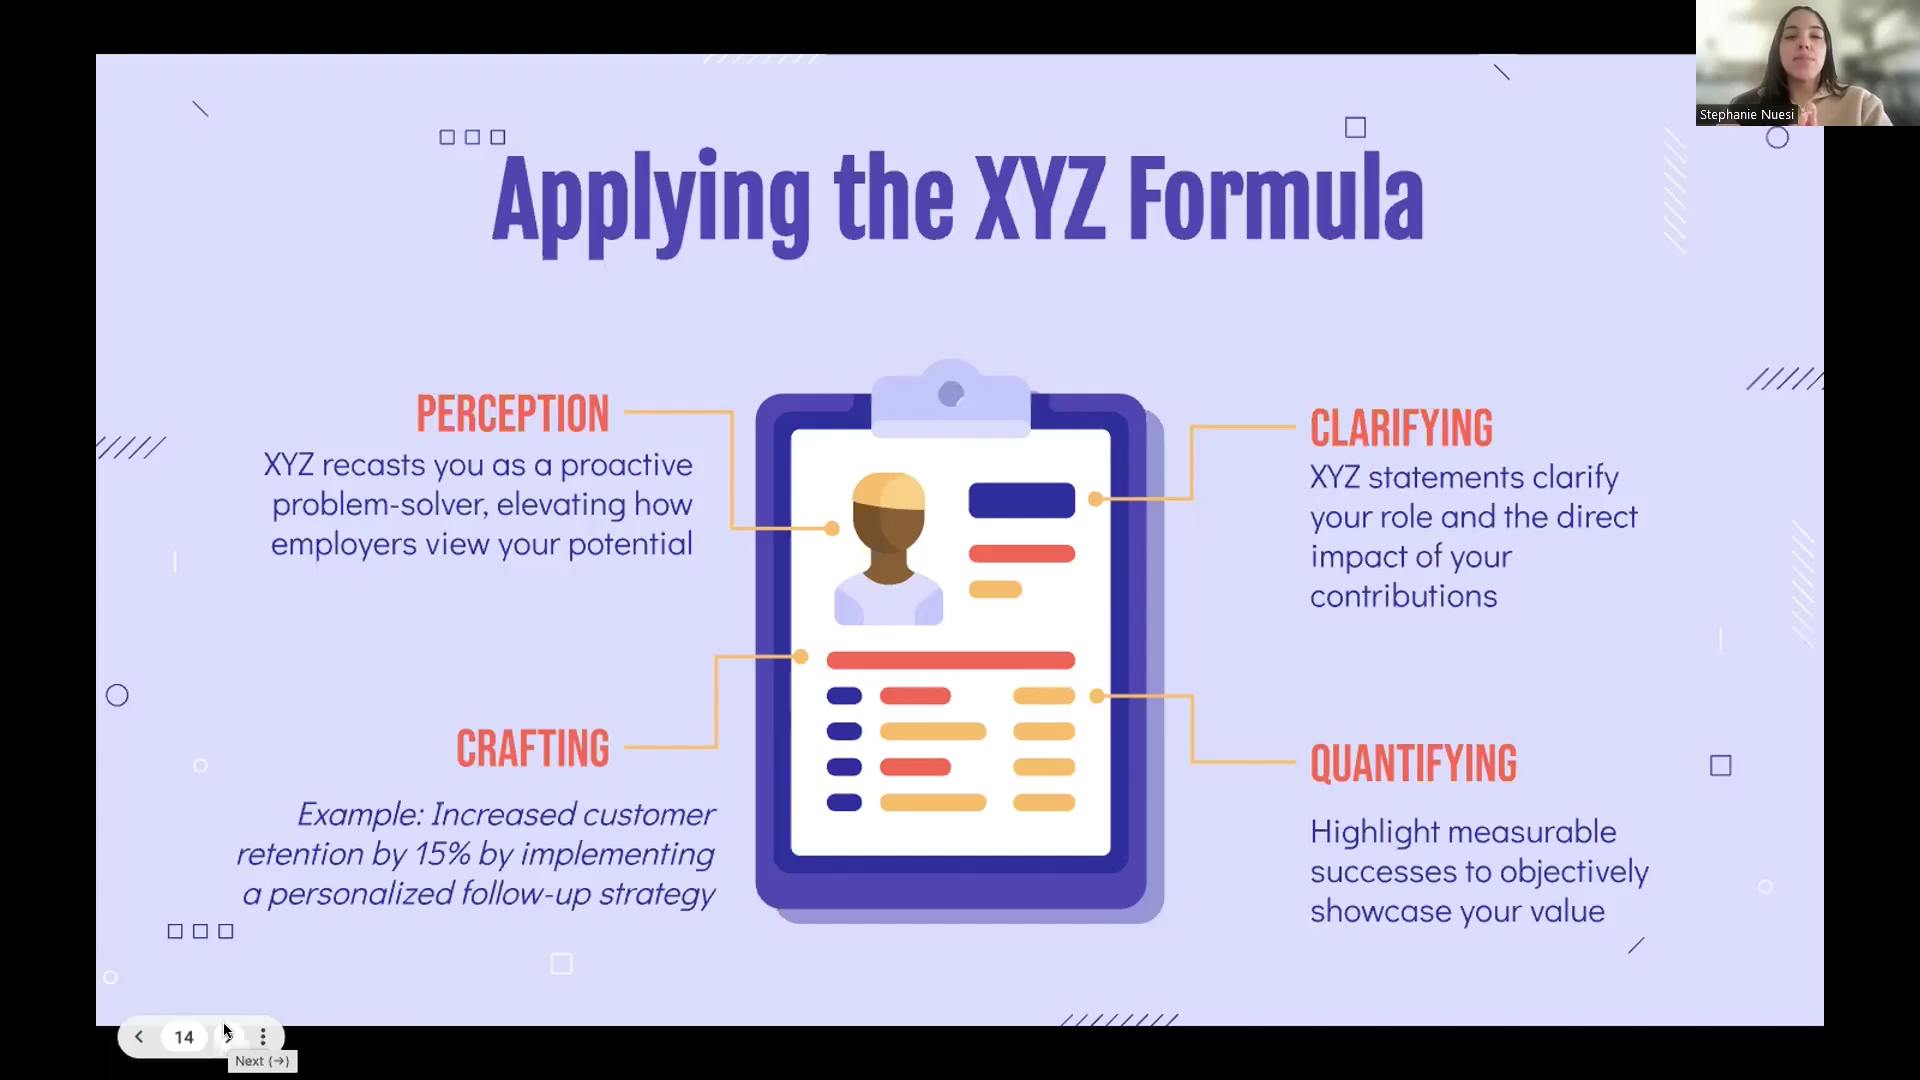 Stephanie Nuesi
Applying the XYZ Formula
PERCEPTION
XYZ recasts you as a proactive
problem-solver, elevating how
employers view your potential
CLARIFYING
XYZ statements clarify
your role and the direct
impact of your
contributions
CRAFTING
Example: Increased customer
retention by 15% by implementing
a personalized follow-up strategy
QUANTIFYING
Highlight measurable
successes to objectively
showcase your value
14
Next (→)